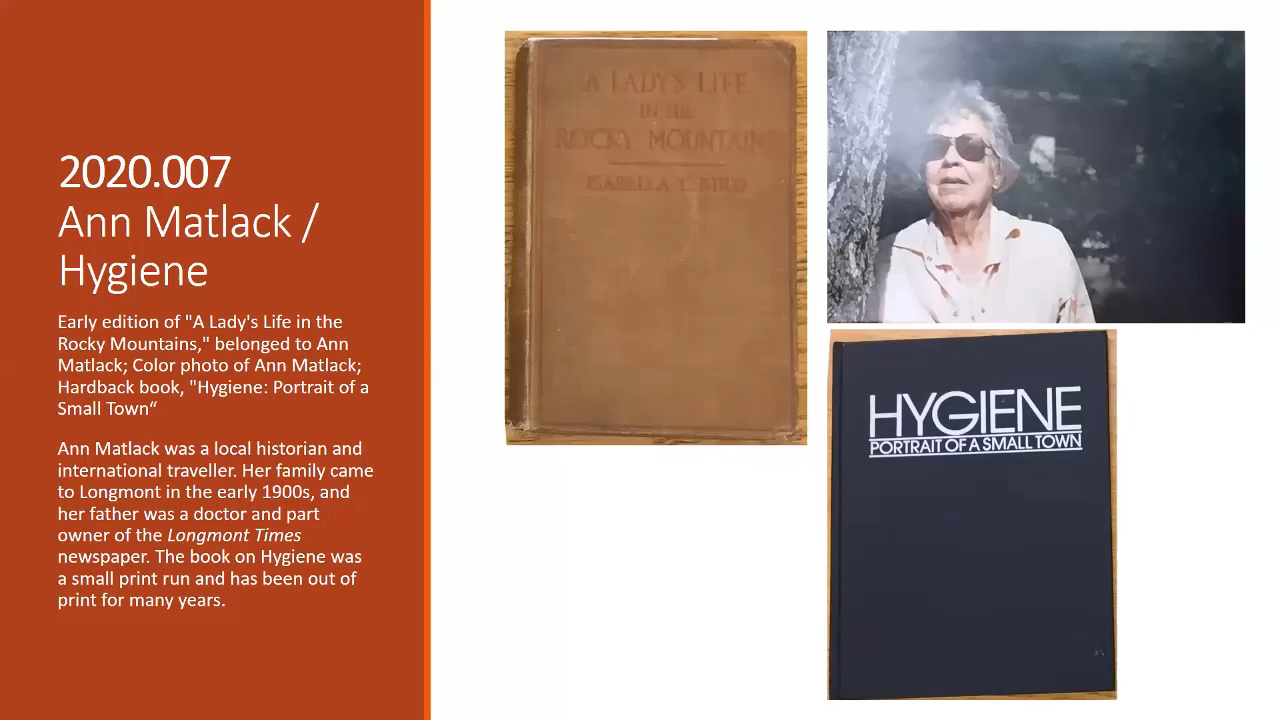 2020.007
Ann Matlack /
Hygiene
Early edition of "A Lady's Life in the
Rocky Mountains," belonged to Ann
Matlack; Color photo of Ann Matlack;
Hardback book, "Hygiene: Portrait of a
Small Town“
Ann Matlack was a local historian and
international traveller. Her family came
to Longmont in the early 1900s, and
her father was a doctor and part
owner of the Longmont Times
newspaper. The book on Hygiene was
a small print run and has been out of
print for many years.
A LADY'S LIFE
IN THE
ROCKY MOUNTAINS
ISABELLA L. BIRD
HYGIENE
PORTRAIT OF A SMALL TOWN